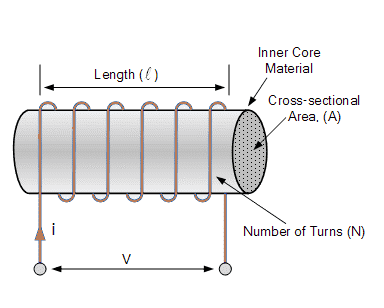 Length (ℓ)
Inner Core
Material
Cross-sectional
Area, (A)
Number of Turns (N)
i
V